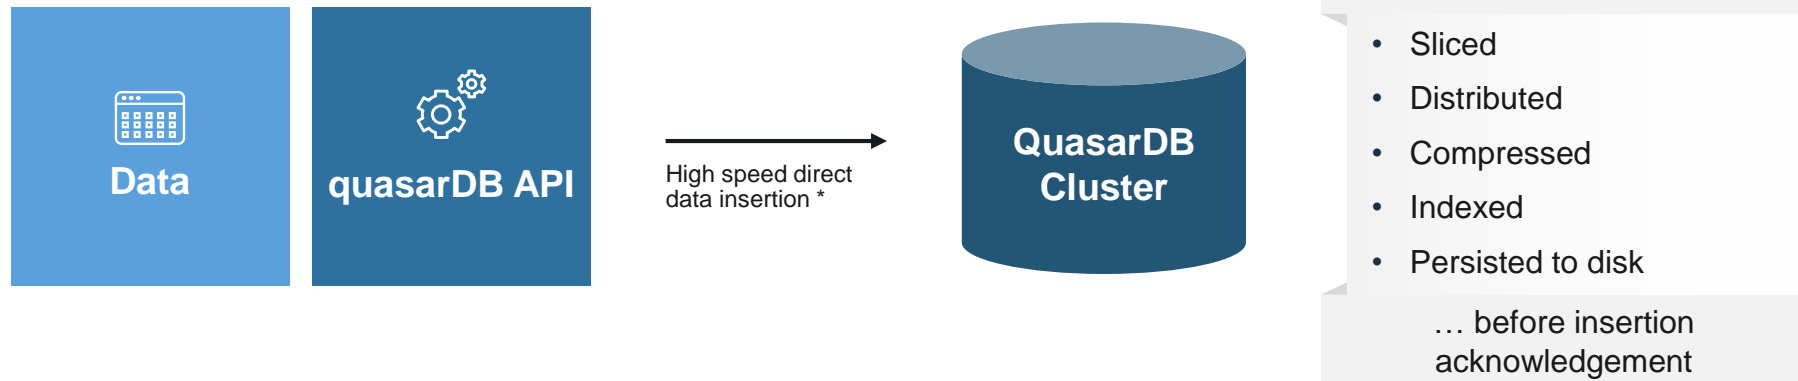 Data
quasarDB API
High speed direct
data insertion *
QuasarDB
Cluster
• Sliced
• Distributed
• Compressed
• Indexed
• Persisted to disk
… before insertion
acknowledgement